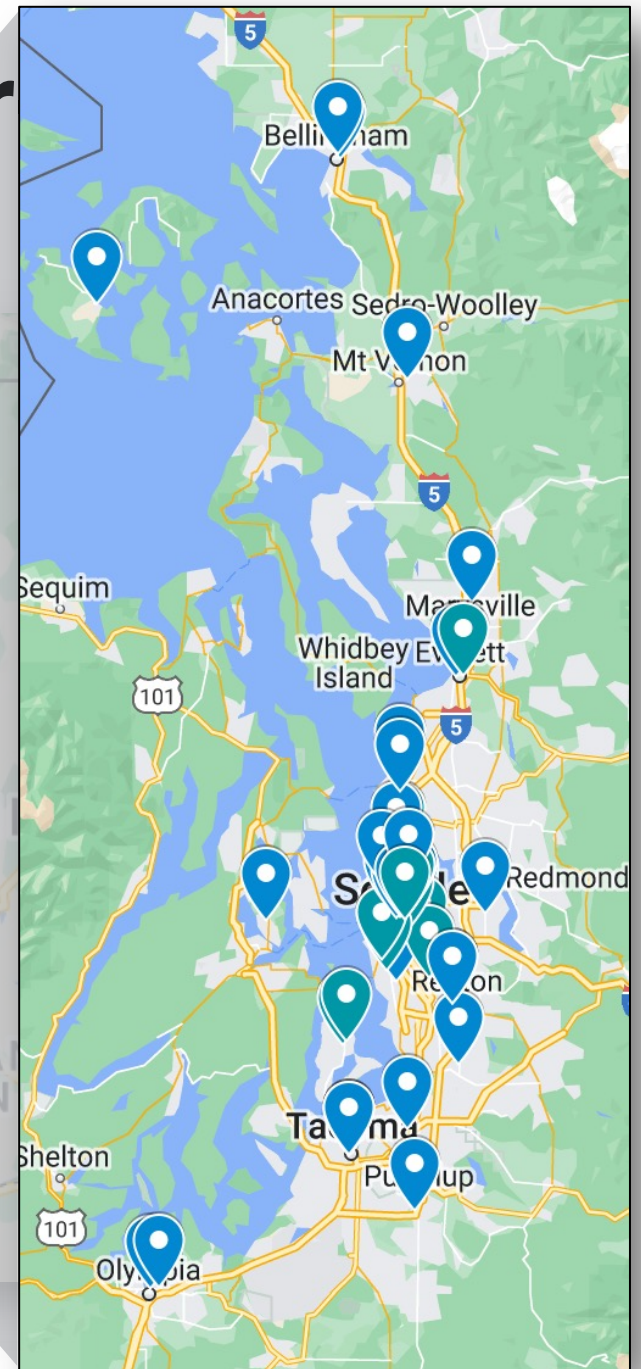 r
5
Bellingham
Anacortes Sedro-Woolley
Mt Vernon
5
Sequim
Marysville
Whidbey Everett
Island
101
5
Seattle
Redmond
Renton
Tacoma
Shelton
Puyallup
101
Olympia